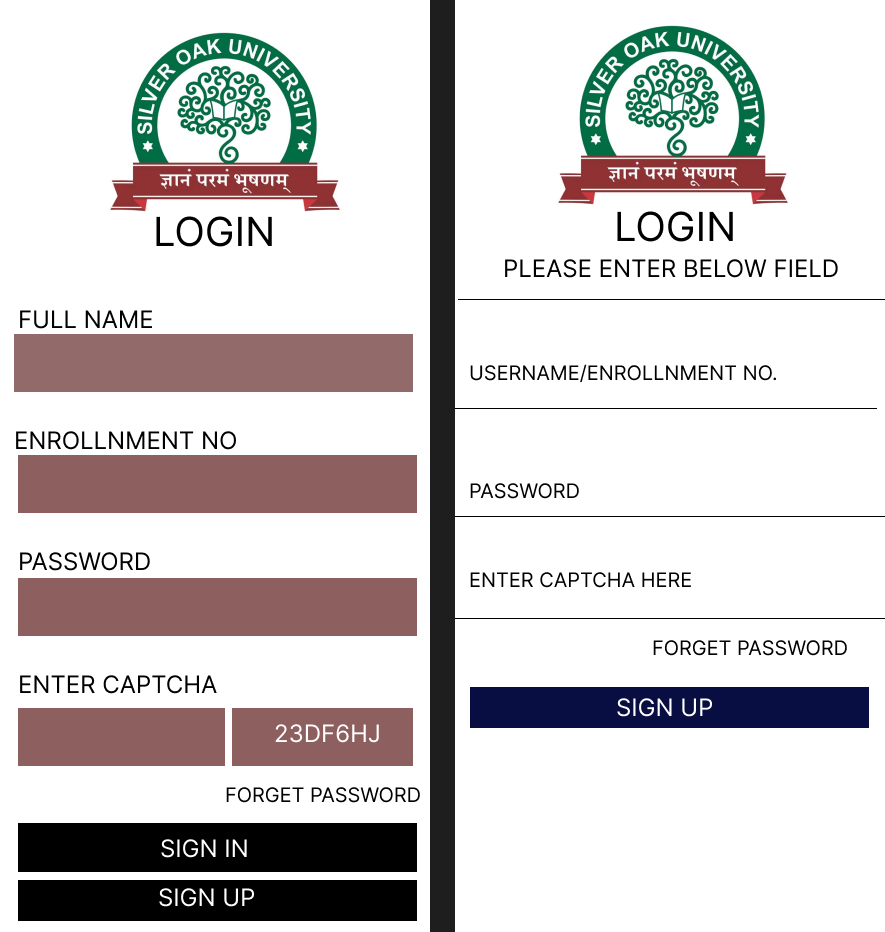 SILVER OAK UNIVERSITY
ज्ञानं परमं भूषणम्
LOGIN
FULL NAME
ENROLLNMENT NO
PASSWORD
ENTER CAPTCHA
23DF6HJ
FORGET PASSWORD
SIGN IN
SIGN UP
SILVER OAK UNIVERSITY
ज्ञानं परमं भूषणम्
LOGIN
PLEASE ENTER BELOW FIELD
USERNAME/ENROLLNMENT NO.
PASSWORD
ENTER CAPTCHA HERE
FORGET PASSWORD
SIGN UP